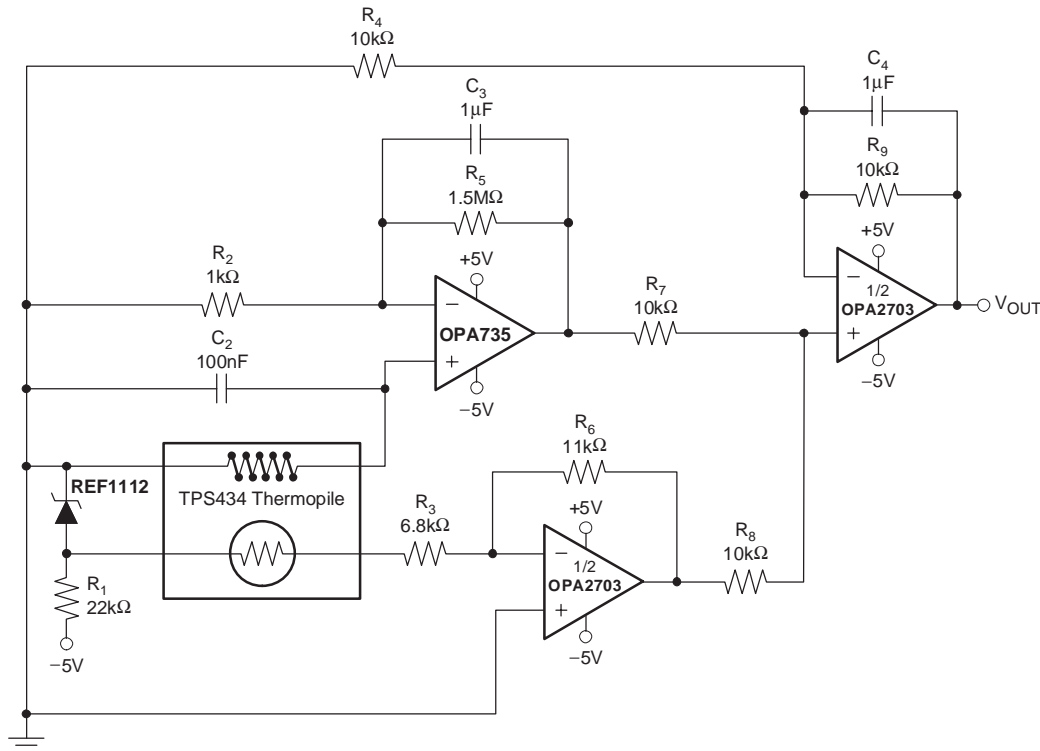 R4
10kΩ
C4
1µF
C3
1µF
R9
10kΩ
R5
1.5MΩ
+5V
R2
1kΩ
+5V
R7
10kΩ
−
1/2
OPA2703
+
VOUT
−
OPA735
+
C2
100nF
−5V
−5V
R6
11kΩ
REF1112
TPS434 Thermopile
R3
6.8kΩ
+5V
R8
10kΩ
−
1/2
OPA2703
+
R1
22kΩ
−5V
−5V